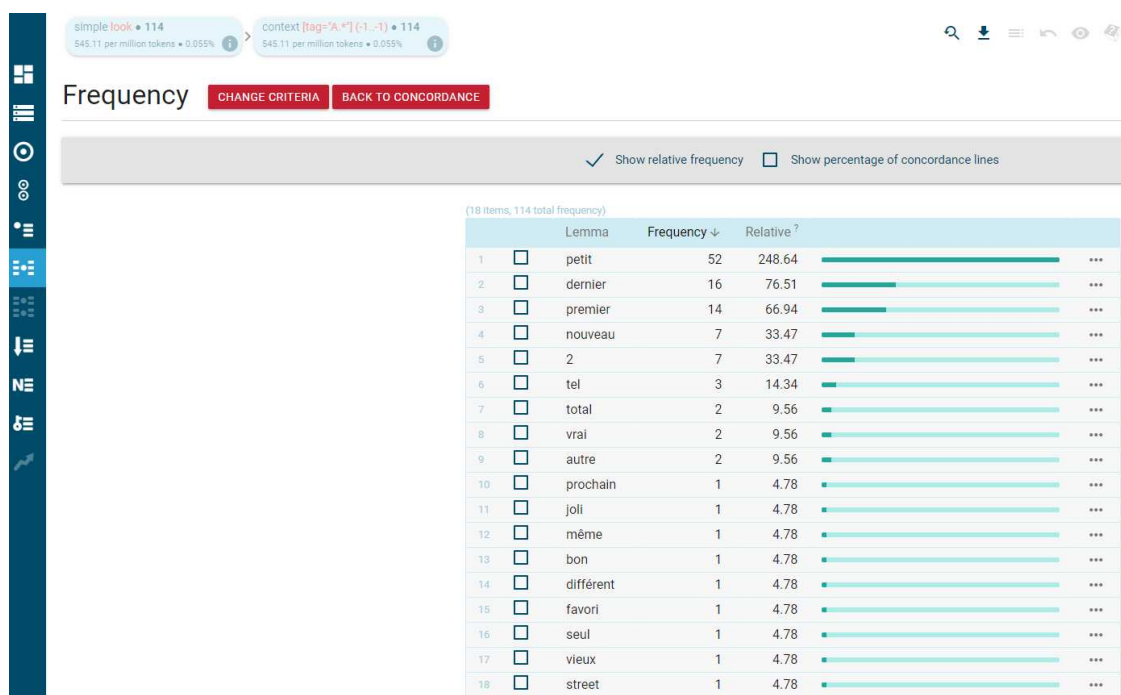 simple look • 114
545.11 per million tokens • 0.055% i
context [tag="A.*"] (-1..-1) • 114
545.11 per million tokens • 0.055% i
Frequency CHANGE CRITERIA BACK TO CONCORDANCE
Show relative frequency Show percentage of concordance lines
(18 items, 114 total frequency)
Lemma Frequency ↓ Relative ?
1 petit 52 248.64 •••
2 dernier 16 76.51 •••
3 premier 14 66.94 •••
4 nouveau 7 33.47 •••
5 2 7 33.47 •••
6 tel 3 14.34 •••
7 total 2 9.56 •••
8 vrai 2 9.56 •••
9 autre 2 9.56 •••
10 prochain 1 4.78 •••
11 joli 1 4.78 •••
12 même 1 4.78 •••
13 bon 1 4.78 •••
14 différent 1 4.78 •••
15 favori 1 4.78 •••
16 seul 1 4.78 •••
17 vieux 1 4.78 •••
18 street 1 4.78 •••